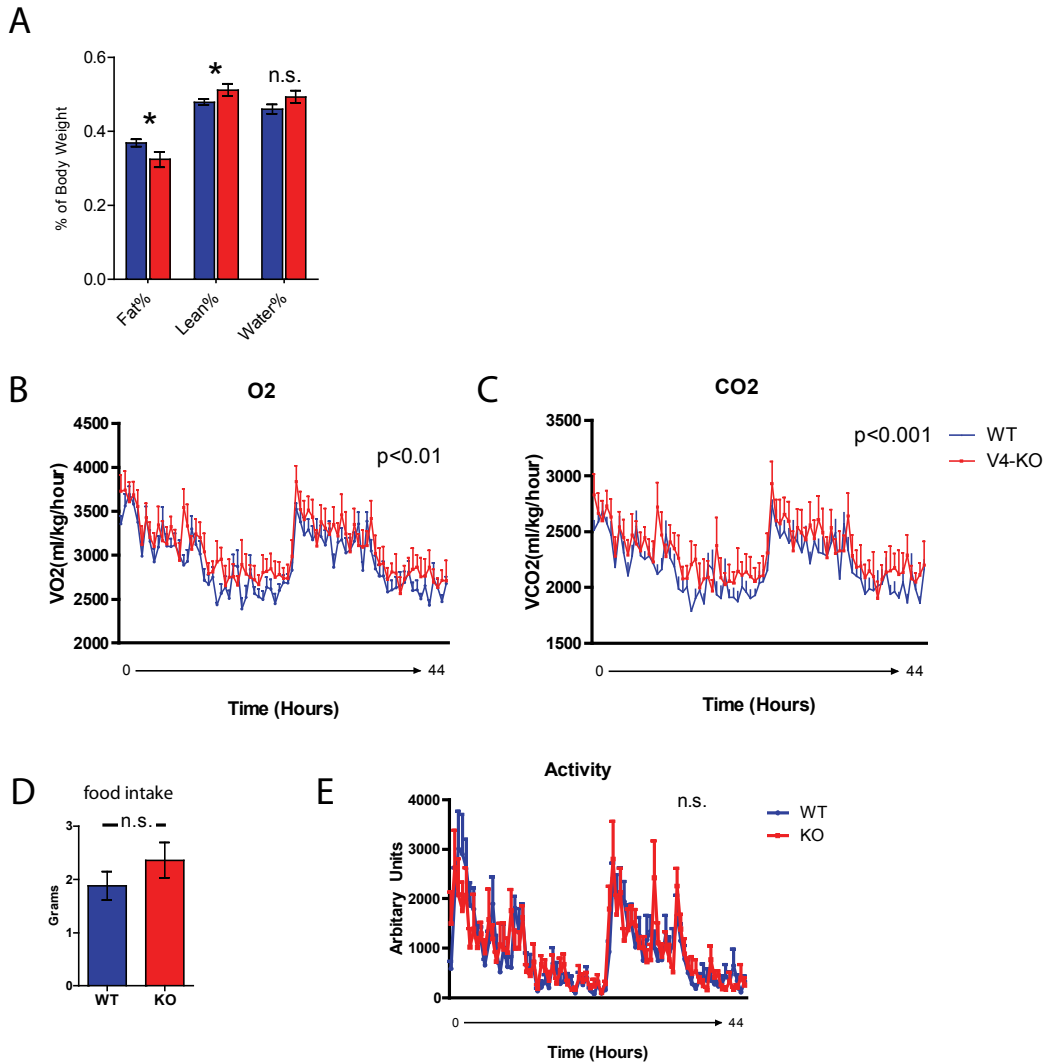 A
0.6
0.4
0.2
0.0
% of Body Weight
*
*
n.s.
Fat%
Lean%
Water%
B
O2
4500
4000
3500
3000
2500
2000
VO2(ml/kg/hour)
p<0.01
0
44
Time (Hours)
C
CO2
3500
3000
2500
2000
1500
VCO2(ml/kg/hour)
p<0.001
WT
V4-KO
0
44
Time (Hours)
D
food intake
n.s.
3
2
1
0
Grams
WT
KO
E
Activity
n.s.
4000
3000
2000
1000
0
Arbitary Units
WT
KO
0
44
Time (Hours)